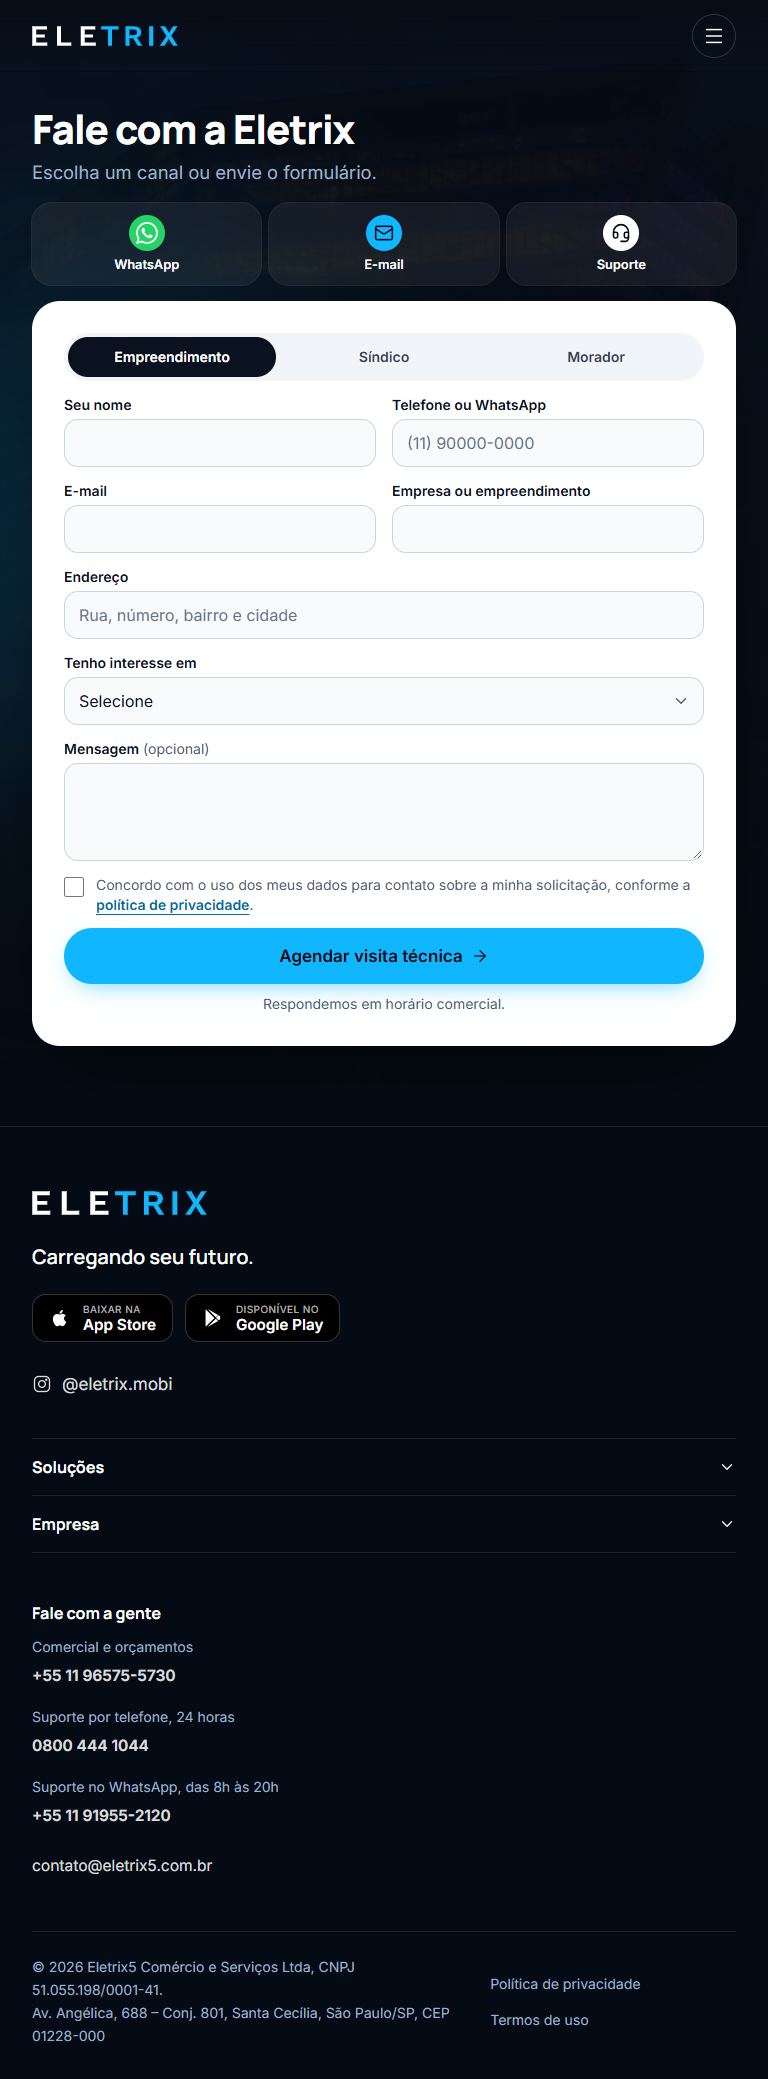 ELETRIX
Fale com a Eletrix
Escolha um canal ou envie o formulário.
WhatsApp
E-mail
Suporte
Empreendimento
Síndico
Morador
Seu nome
Telefone ou WhatsApp
(11) 90000-0000
E-mail
Empresa ou empreendimento
Endereço
Rua, número, bairro e cidade
Tenho interesse em
Selecione
Mensagem (opcional)
Concordo com o uso dos meus dados para contato sobre a minha solicitação, conforme a
política de privacidade.
Agendar visita técnica →
Respondemos em horário comercial.
ELETRIX
Carregando seu futuro.
BAIXAR NA
App Store
DISPONÍVEL NO
Google Play
@eletrix.mobi
Soluções
Empresa
Fale com a gente
Comercial e orçamentos
+55 11 96575-5730
Suporte por telefone, 24 horas
0800 444 1044
Suporte no WhatsApp, das 8h às 20h
+55 11 91955-2120
contato@eletrix5.com.br
© 2026 Eletrix5 Comércio e Serviços Ltda, CNPJ
51.055.198/0001-41.
Av. Angélica, 688 – Conj. 801, Santa Cecília, São Paulo/SP, CEP
01228-000
Política de privacidade
Termos de uso